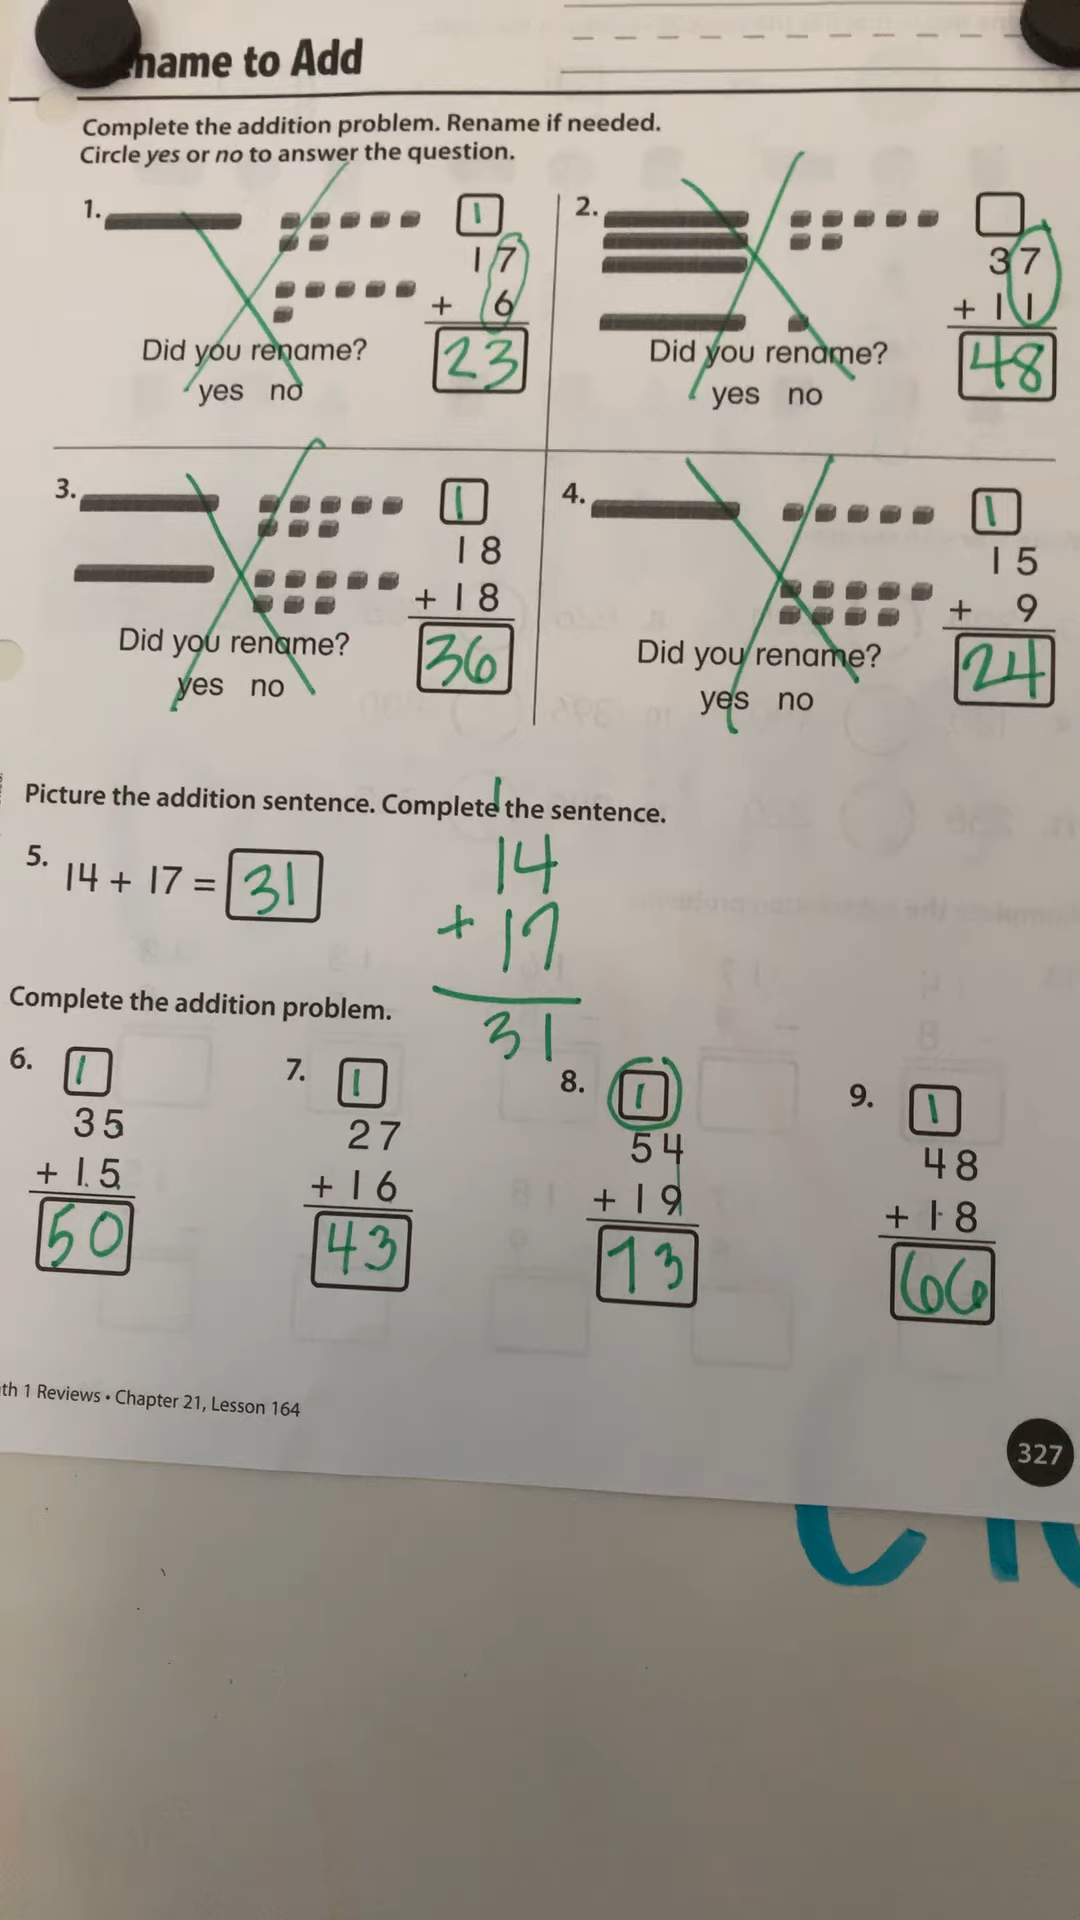 name to Add
Complete the addition problem. Rename if needed.
Circle yes or no to answer the question.
1.
1
17
+ 6
23
Did you rename?
yes no
2.
37
+ 11
48
Did you rename?
yes no
3.
1
18
+ 18
36
Did you rename?
yes no
4.
1
15
+ 9
24
Did you rename?
yes no
Picture the addition sentence. Complete the sentence.
5. 14 + 17 = 31
1
14
+ 17
31
Complete the addition problem.
6.
1
35
+ 15
50
7.
1
27
+ 16
43
8.
1
54
+ 19
73
9.
1
48
+ 18
66
th 1 Reviews • Chapter 21, Lesson 164
327